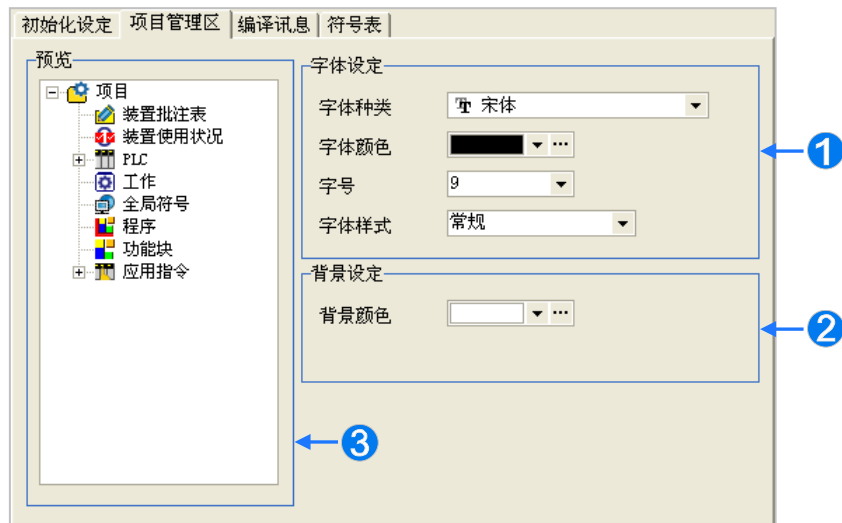 初始化设定 项目管理区 编译讯息 符号表
预览
项目
装置批注表
装置使用状况
PLC
工作
全局符号
程序
功能块
应用指令
字体设定
字体种类 宋体
字体颜色
字号 9
字体样式 常规
1
背景设定
背景颜色
2
3